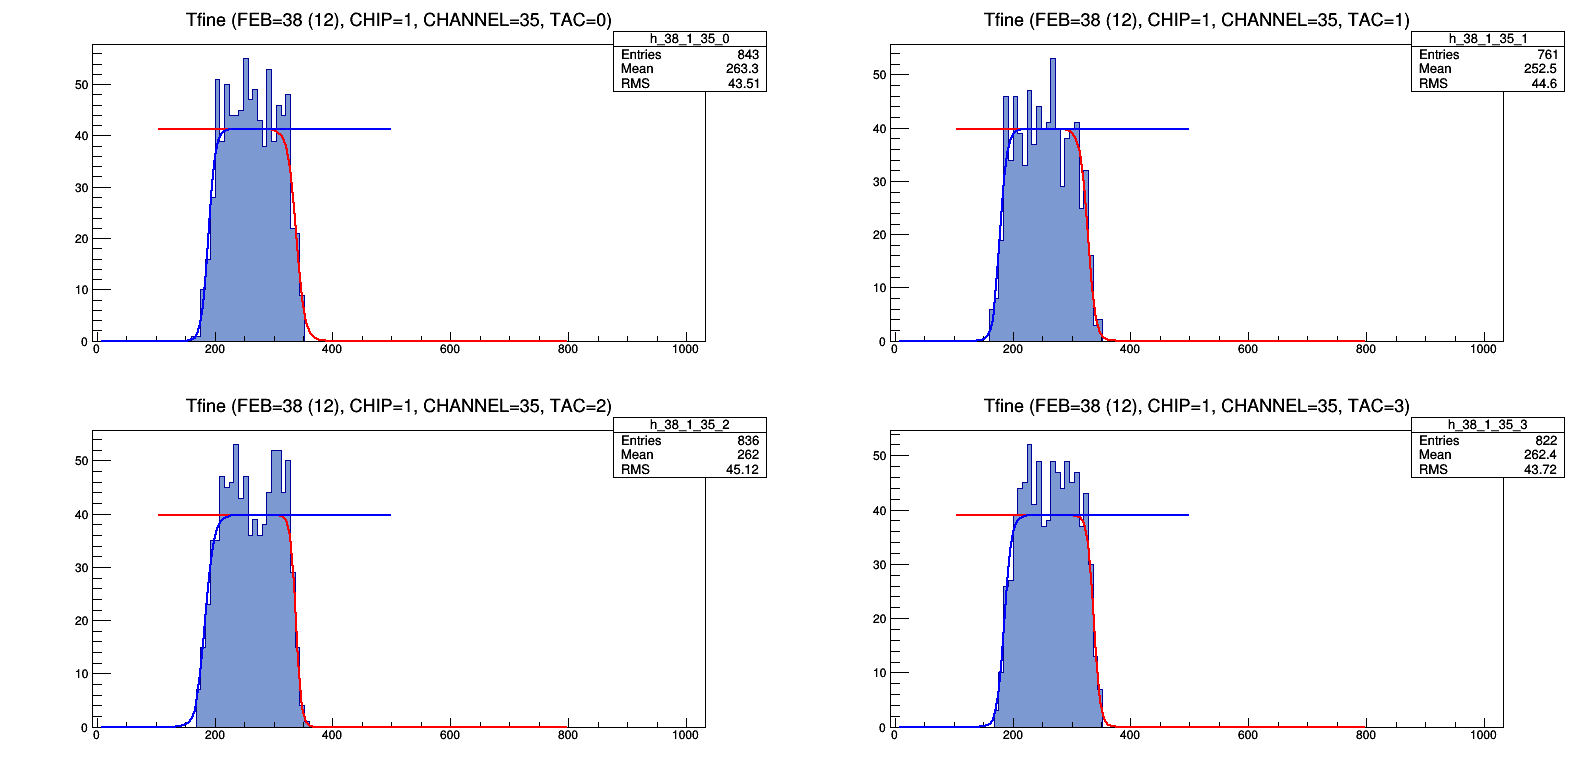 Tfine (FEB=38 (12), CHIP=1, CHANNEL=35, TAC=0)
h_38_1_35_0
Entries 843
Mean 263.3
RMS 43.51
50
40
30
20
10
0
0 200 400 600 800 1000
Tfine (FEB=38 (12), CHIP=1, CHANNEL=35, TAC=1)
h_38_1_35_1
Entries 761
Mean 252.5
RMS 44.6
50
40
30
20
10
0
0 200 400 600 800 1000
Tfine (FEB=38 (12), CHIP=1, CHANNEL=35, TAC=2)
h_38_1_35_2
Entries 836
Mean 262
RMS 45.12
50
40
30
20
10
0
0 200 400 600 800 1000
Tfine (FEB=38 (12), CHIP=1, CHANNEL=35, TAC=3)
h_38_1_35_3
Entries 822
Mean 262.4
RMS 43.72
50
40
30
20
10
0
0 200 400 600 800 1000